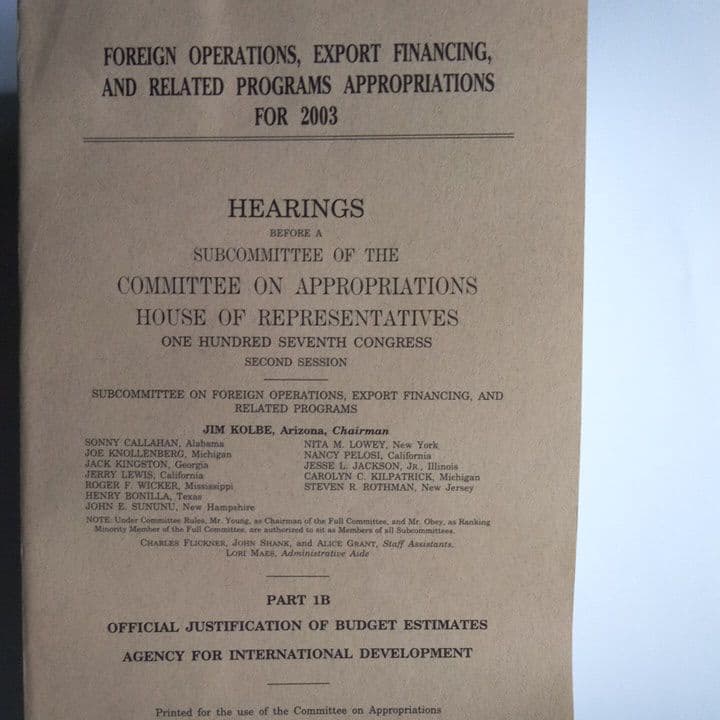 FOREIGN OPERATIONS, EXPORT FINANCING,
AND RELATED PROGRAMS APPROPRIATIONS
FOR 2003
HEARINGS
BEFORE A
SUBCOMMITTEE OF THE
COMMITTEE ON APPROPRIATIONS
HOUSE OF REPRESENTATIVES
ONE HUNDRED SEVENTH CONGRESS
SECOND SESSION
SUBCOMMITTEE ON FOREIGN OPERATIONS, EXPORT FINANCING, AND
RELATED PROGRAMS
JIM KOLBE, Arizona, Chairman
SONNY CALLAHAN, Alabama
JOE KNOLLENBERG, Michigan
JACK KINGSTON, Georgia
JERRY LEWIS, California
ROGER F. WICKER, Mississippi
HENRY BONILLA, Texas
JOHN E. SUNUNU, New Hampshire
NITA M. LOWEY, New York
NANCY PELOSI, California
JESSE L. JACKSON, JR., Illinois
CAROLYN C. KILPATRICK, Michigan
STEVEN R. ROTHMAN, New Jersey
NOTE: Under Committee Rules, Mr. Young, as Chairman of the Full Committee, and Mr. Obey, as Ranking
Minority Member of the Full Committee, are authorized to sit as Members of all Subcommittees.
CHARLES FLICKNER, JOHN SHANK, and ALICE GRANT, Staff Assistants,
LORI MAES, Administrative Aide
PART 1B
OFFICIAL JUSTIFICATION OF BUDGET ESTIMATES
AGENCY FOR INTERNATIONAL DEVELOPMENT
Printed for the use of the Committee on Appropriations